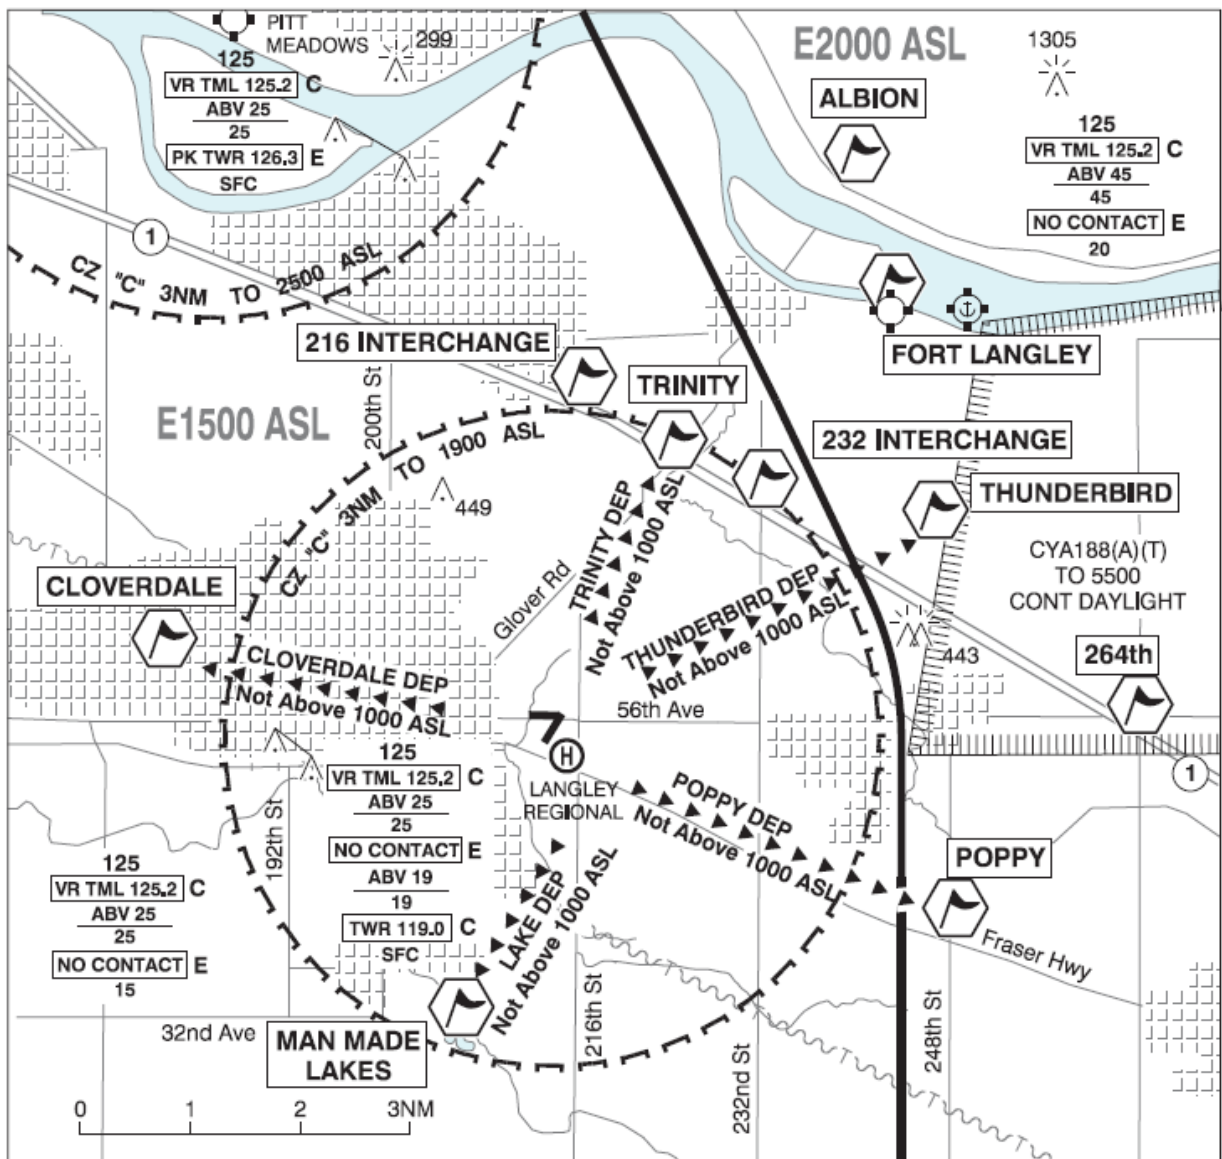 PITT
MEADOWS
299
E2000 ASL
1305
125
VR TML 125.2 C
ABV 25
25
PK TWR 126.3 E
SFC
ALBION
125
VR TML 125.2 C
ABV 45
45
NO CONTACT E
20
1
CZ "C" 3NM TO 2500 ASL
216 INTERCHANGE
FORT LANGLEY
TRINITY
200th St
E1500 ASL
CZ "C" 3NM TO 1900 ASL
232 INTERCHANGE
449
THUNDERBIRD
TRINITY DEP
Not Above 1000 ASL
CYA188(A)(T)
TO 5500
CONT DAYLIGHT
CLOVERDALE
Glover Rd
THUNDERBIRD DEP
Not Above 1000 ASL
443
264th
CLOVERDALE DEP
Not Above 1000 ASL
56th Ave
H
LANGLEY
REGIONAL
125
VR TML 125.2 C
ABV 25
25
NO CONTACT E
ABV 19
19
TWR 119.0 C
SFC
1
POPPY DEP
Not Above 1000 ASL
192th St
POPPY
125
VR TML 125.2 C
ABV 25
25
NO CONTACT E
15
LAKE DEP
Not Above 1000 ASL
Fraser Hwy
32nd Ave
MAN MADE
LAKES
216th St
232nd St
248th St
T
T
T
T
T
0 1 2 3NM